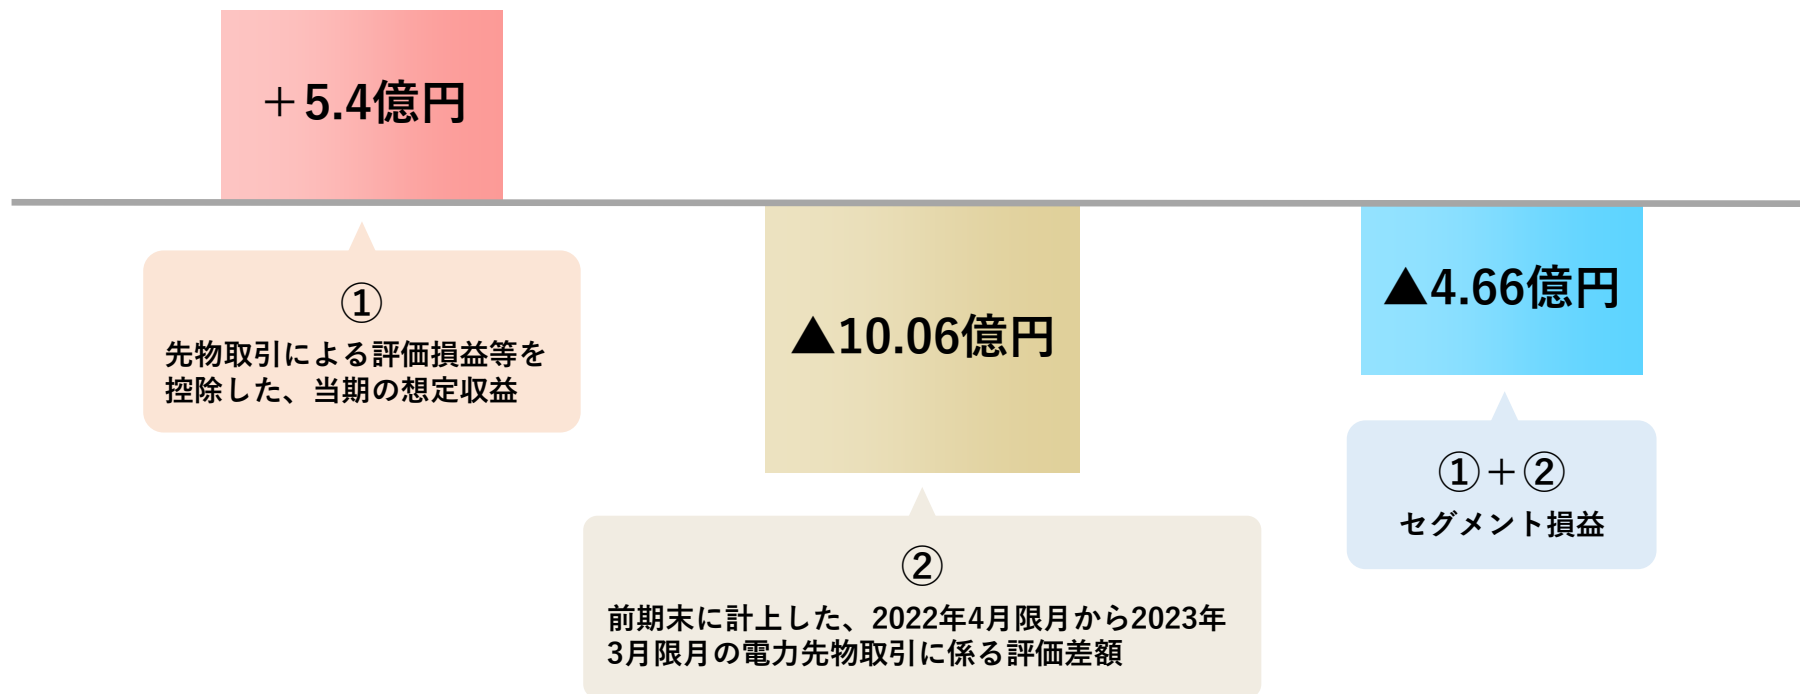 ＋5.4億円
①
先物取引による評価損益等を
控除した、当期の想定収益
▲10.06億円
②
前期末に計上した、2022年4月限月から2023年
3月限月の電力先物取引に係る評価差額
▲4.66億円
①＋②
セグメント損益